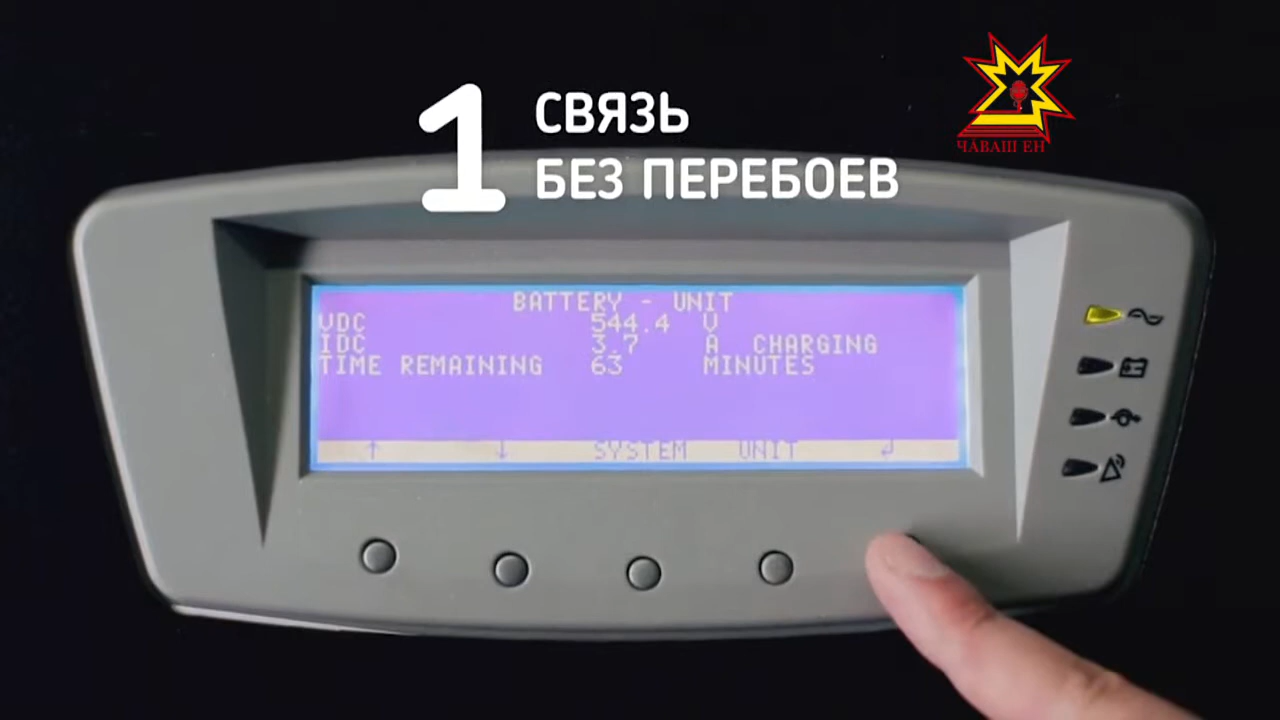 1
СВЯЗЬ
БЕЗ ПЕРЕБОЕВ
ЧӐВАШ ЕН
BATTERY - UNIT
VDC 544.4 V
IDC 3.7 A CHARGING
TIME REMAINING 63 MINUTES
↑ ↓ SYSTEM UNIT ↲